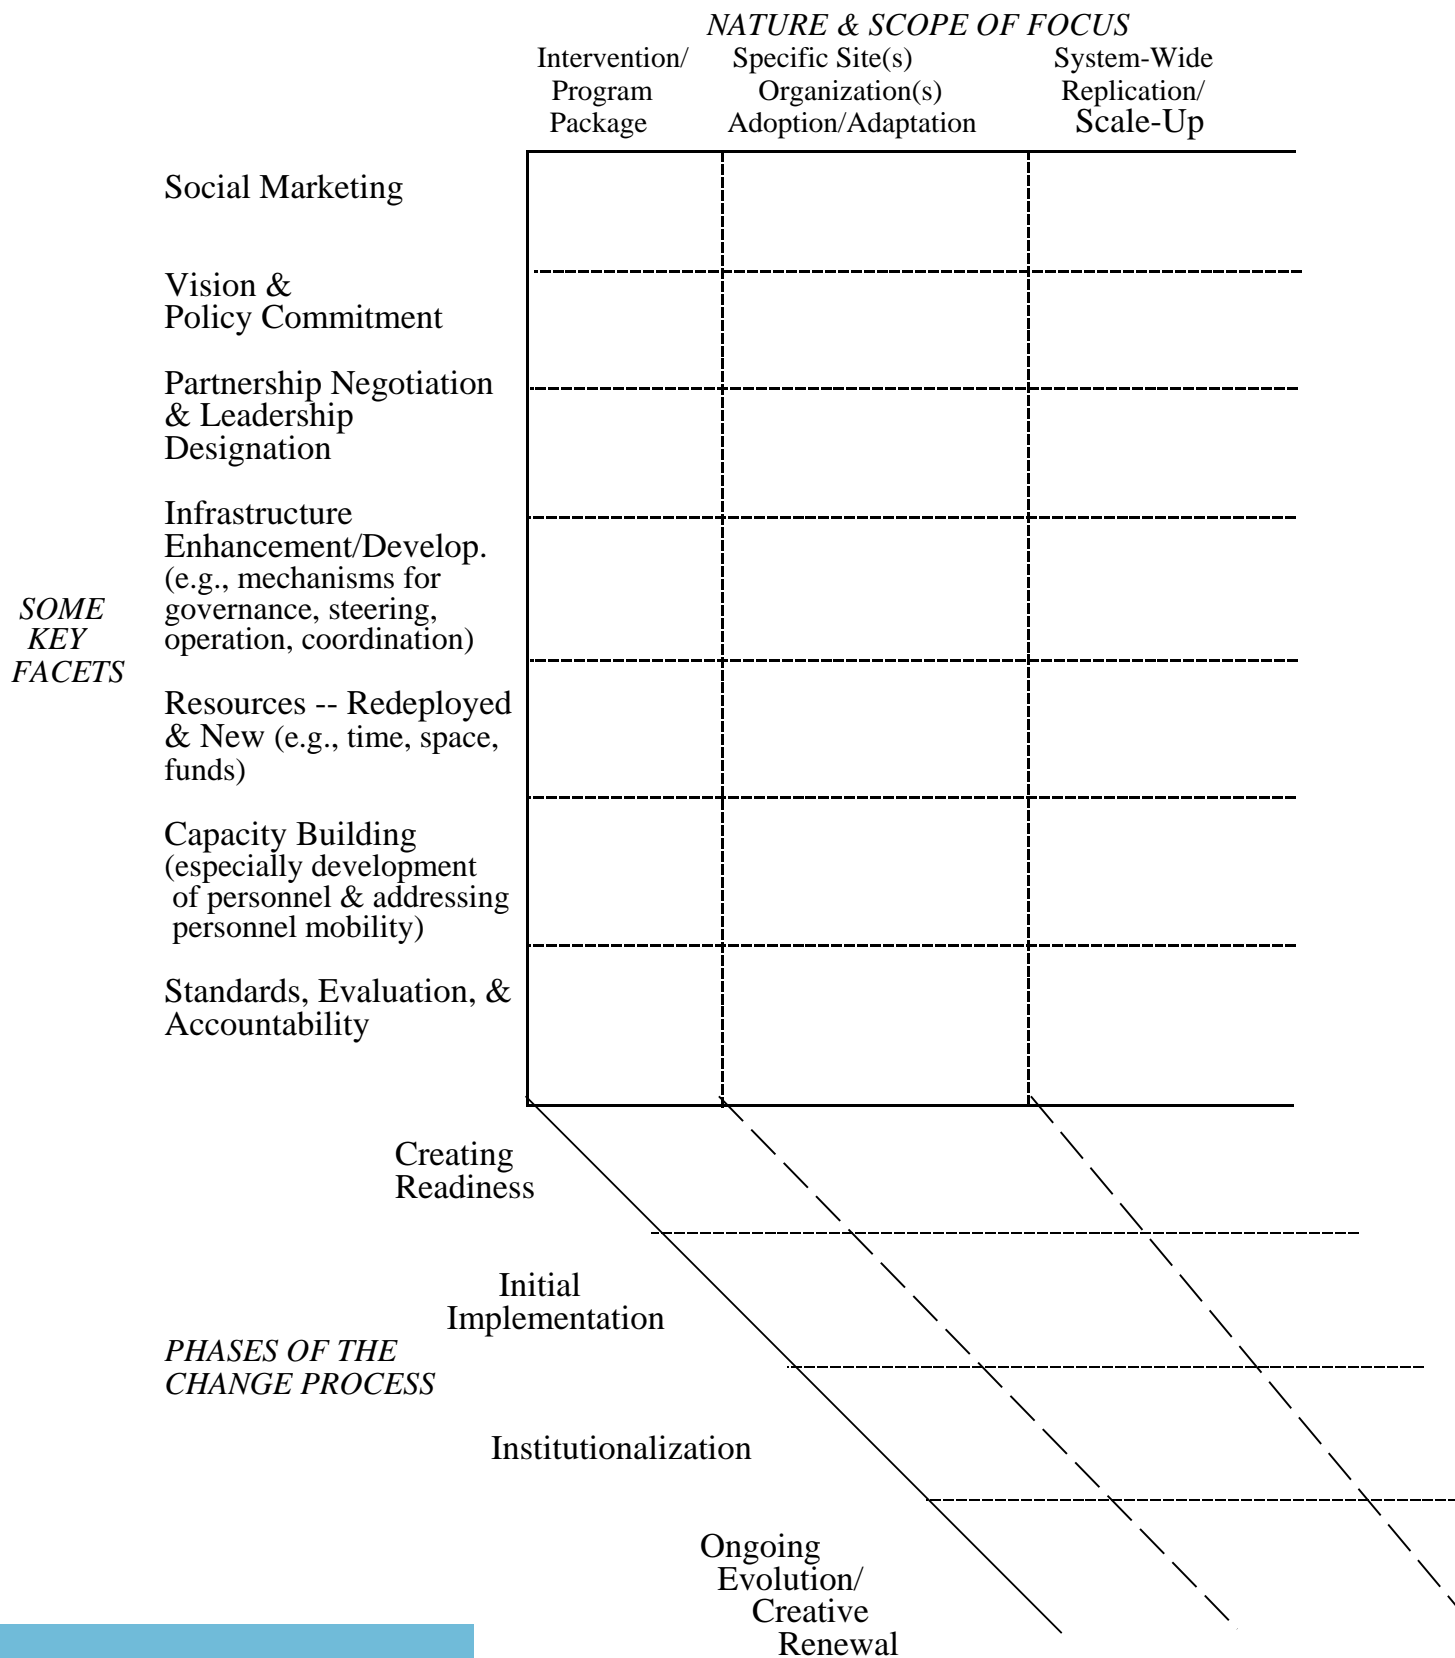 NATURE & SCOPE OF FOCUS
Intervention/
Program
Package
Specific Site(s)
Organization(s)
Adoption/Adaptation
System-Wide
Replication/
Scale-Up
SOME
KEY
FACETS
Social Marketing
Vision &
Policy Commitment
Partnership Negotiation
& Leadership
Designation
Infrastructure
Enhancement/Develop.
(e.g., mechanisms for
governance, steering,
operation, coordination)
Resources -- Redeployed
& New (e.g., time, space,
funds)
Capacity Building
(especially development
of personnel & addressing
personnel mobility)
Standards, Evaluation, &
Accountability
PHASES OF THE
CHANGE PROCESS
Creating
Readiness
Initial
Implementation
Institutionalization
Ongoing
Evolution/
Creative
Renewal